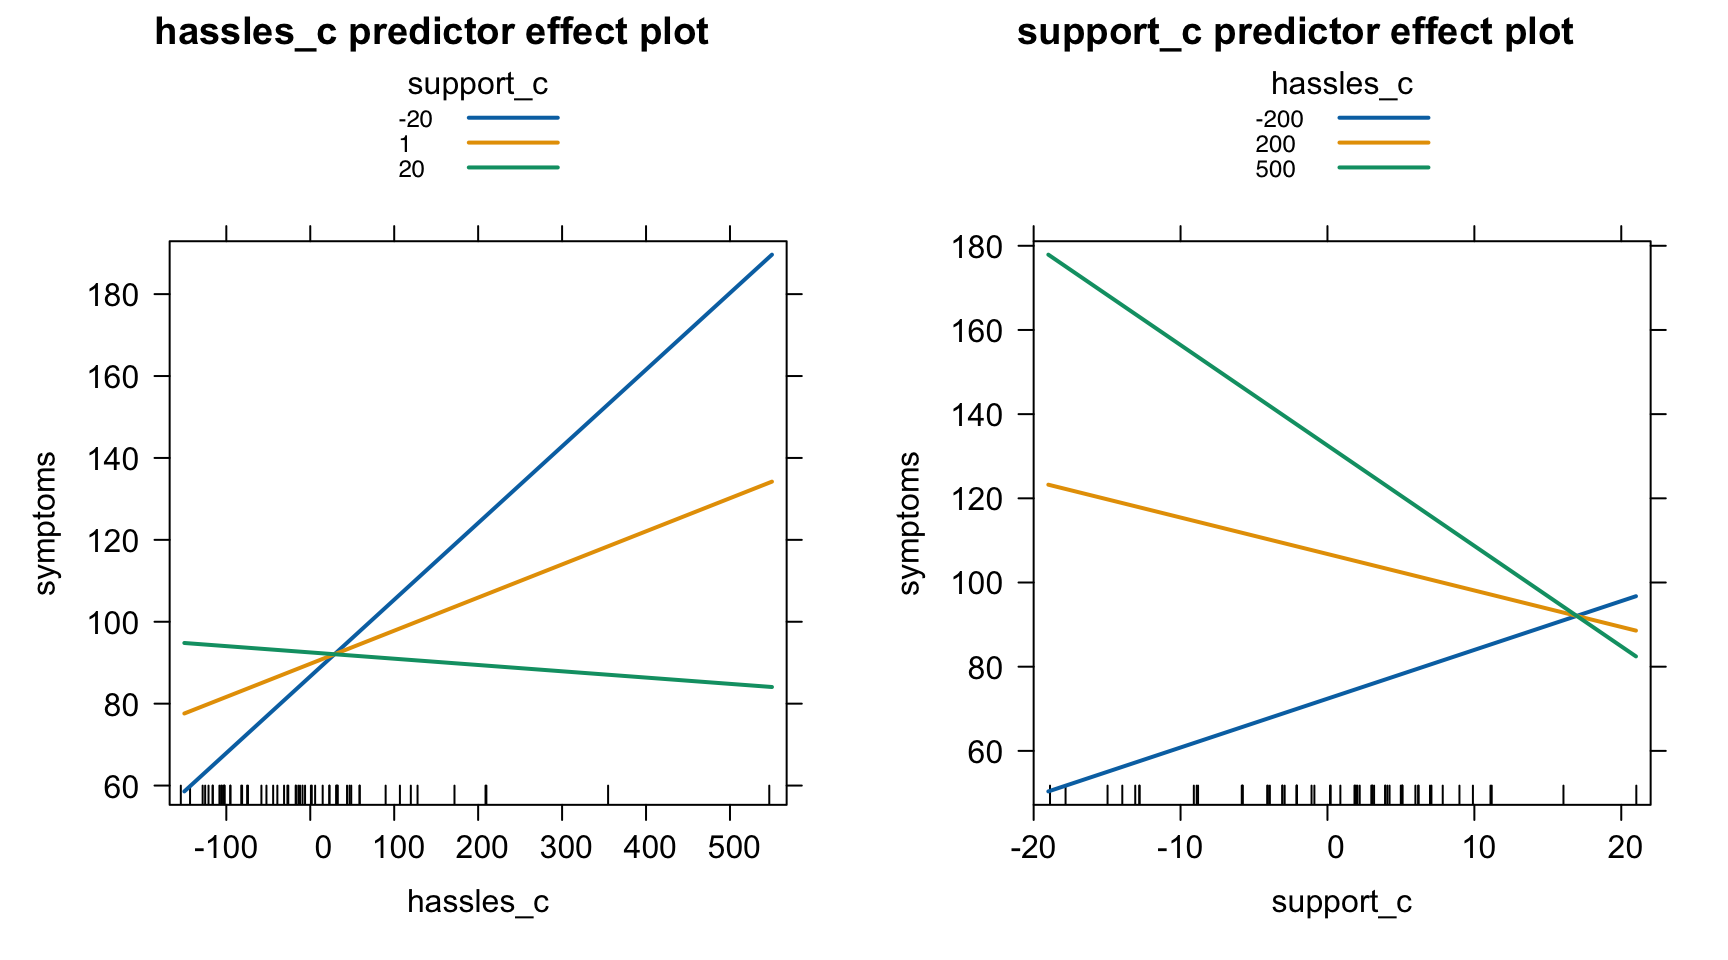 hassles_c predictor effect plot
support_c
-20
1
20
180
160
140
120
100
80
60
symptoms
-100 0 100 200 300 400 500
hassles_c
support_c predictor effect plot
hassles_c
-200
200
500
180
160
140
120
100
80
60
symptoms
-20 -10 0 10 20
support_c